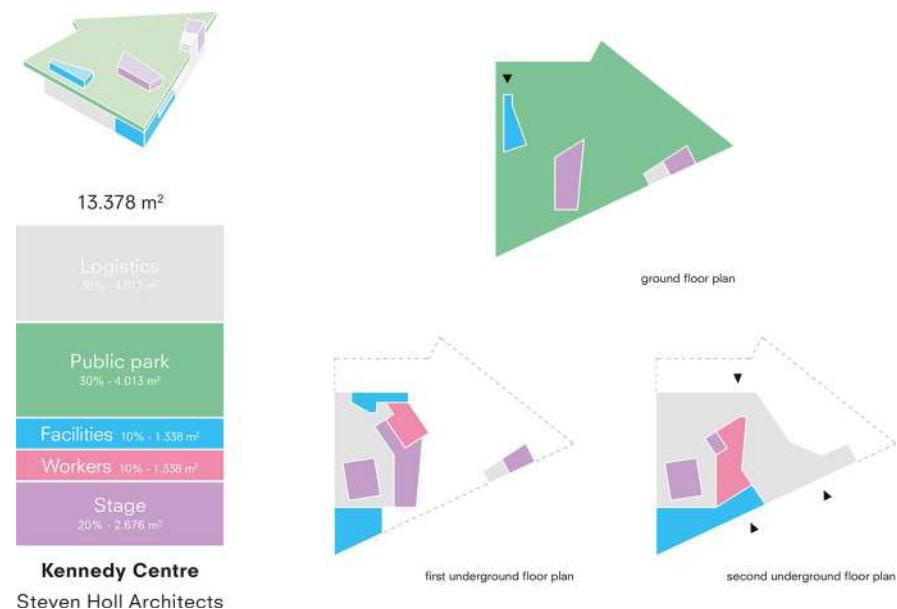 13.378 m²
Logistics
30% - 4.013 m²
Public park
30% - 4.013 m²
Facilities 10% - 1.338 m²
Workers 10% - 1.338 m²
Stage
20% - 2.676 m²
Kennedy Centre
Steven Holl Architects
ground floor plan
first underground floor plan
second underground floor plan